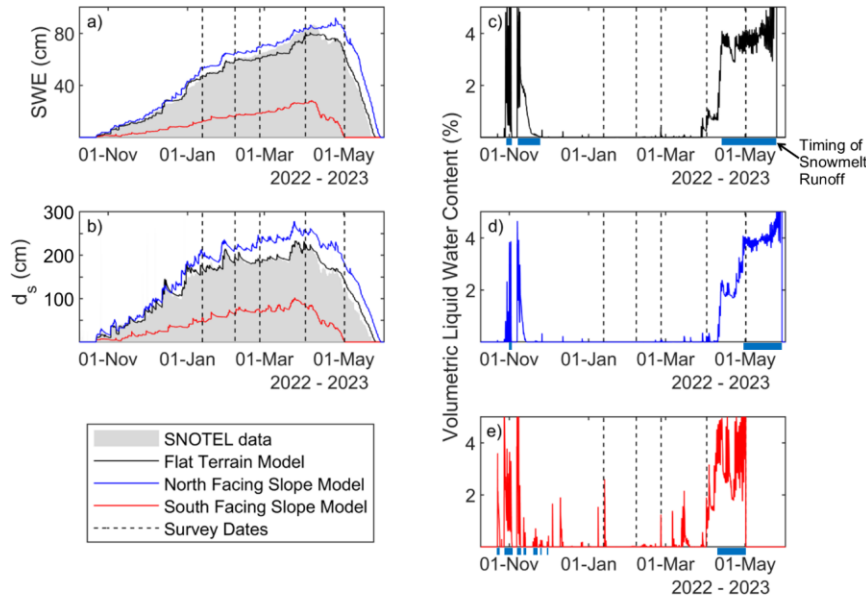 a)
SWE (cm)
80
40
01-Nov 01-Jan 01-Mar 01-May
2022 - 2023
b)
d_s (cm)
300
200
100
01-Nov 01-Jan 01-Mar 01-May
2022 - 2023
SNOTEL data
Flat Terrain Model
North Facing Slope Model
South Facing Slope Model
Survey Dates
Volumetric Liquid Water Content (%)
c)
4
2
01-Nov 01-Jan 01-Mar 01-May
2022 - 2023
Timing of
Snowmelt
Runoff
d)
4
2
01-Nov 01-Jan 01-Mar 01-May
2022 - 2023
e)
4
2
01-Nov 01-Jan 01-Mar 01-May
2022 - 2023